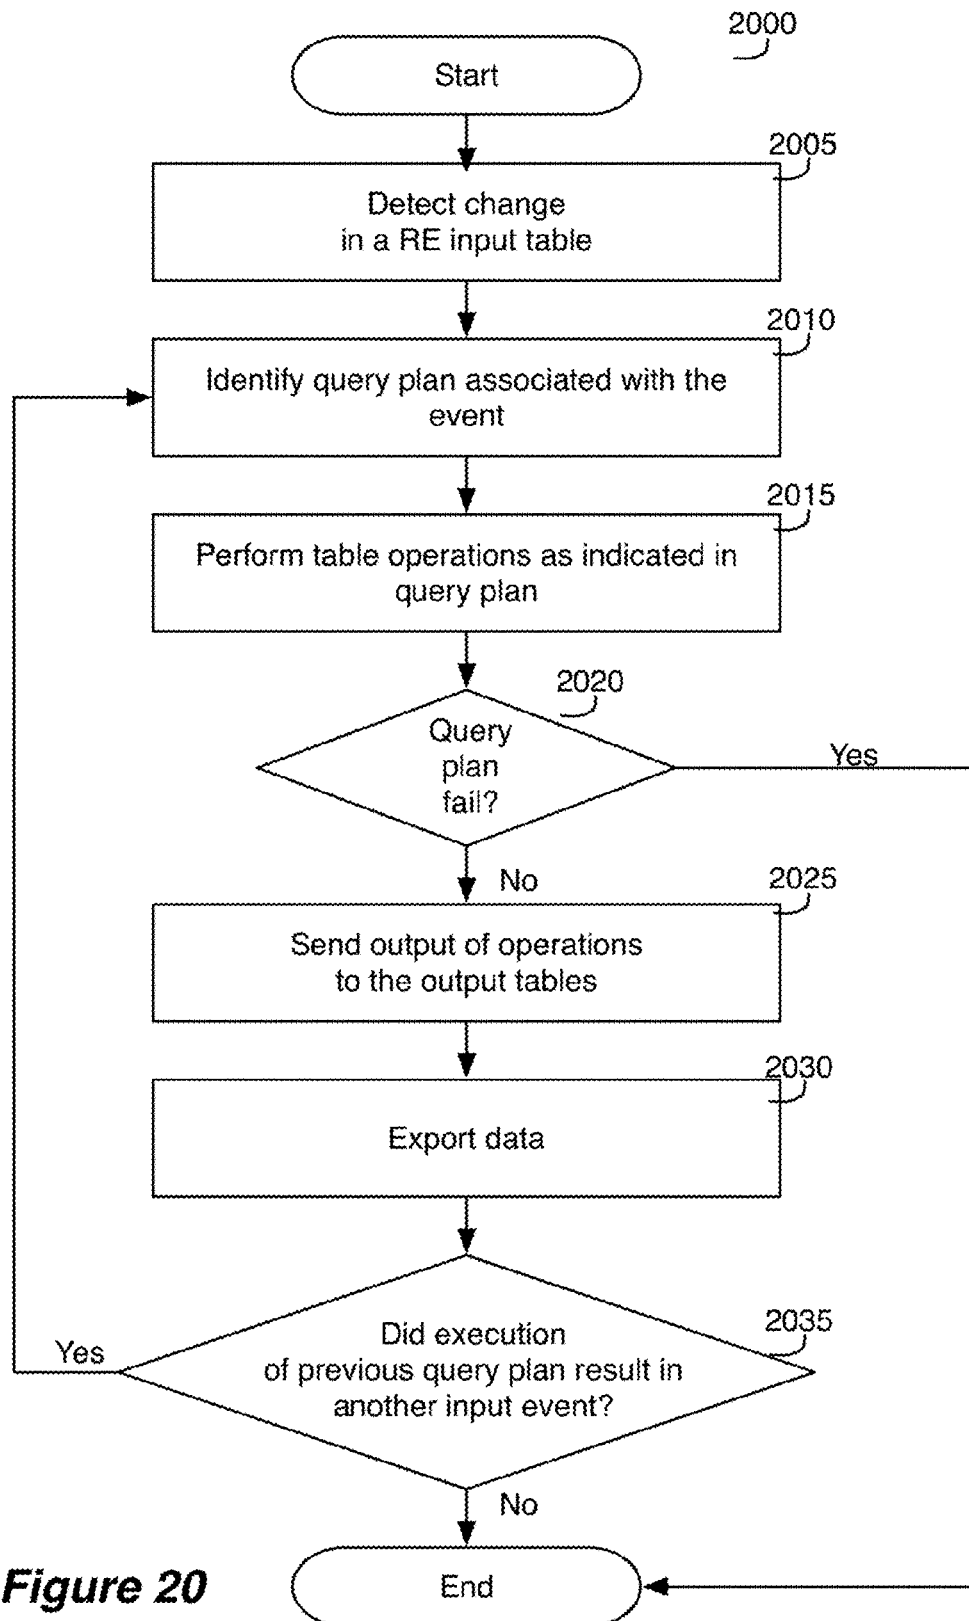 2000
Start
2005
Detect change
in a RE input table
2010
Identify query plan associated with the
event
2015
Perform table operations as indicated in
query plan
2020
Query
plan
fail?
Yes
No
2025
Send output of operations
to the output tables
2030
Export data
2035
Did execution
of previous query plan result in
another input event?
Yes
No
End
Figure 20